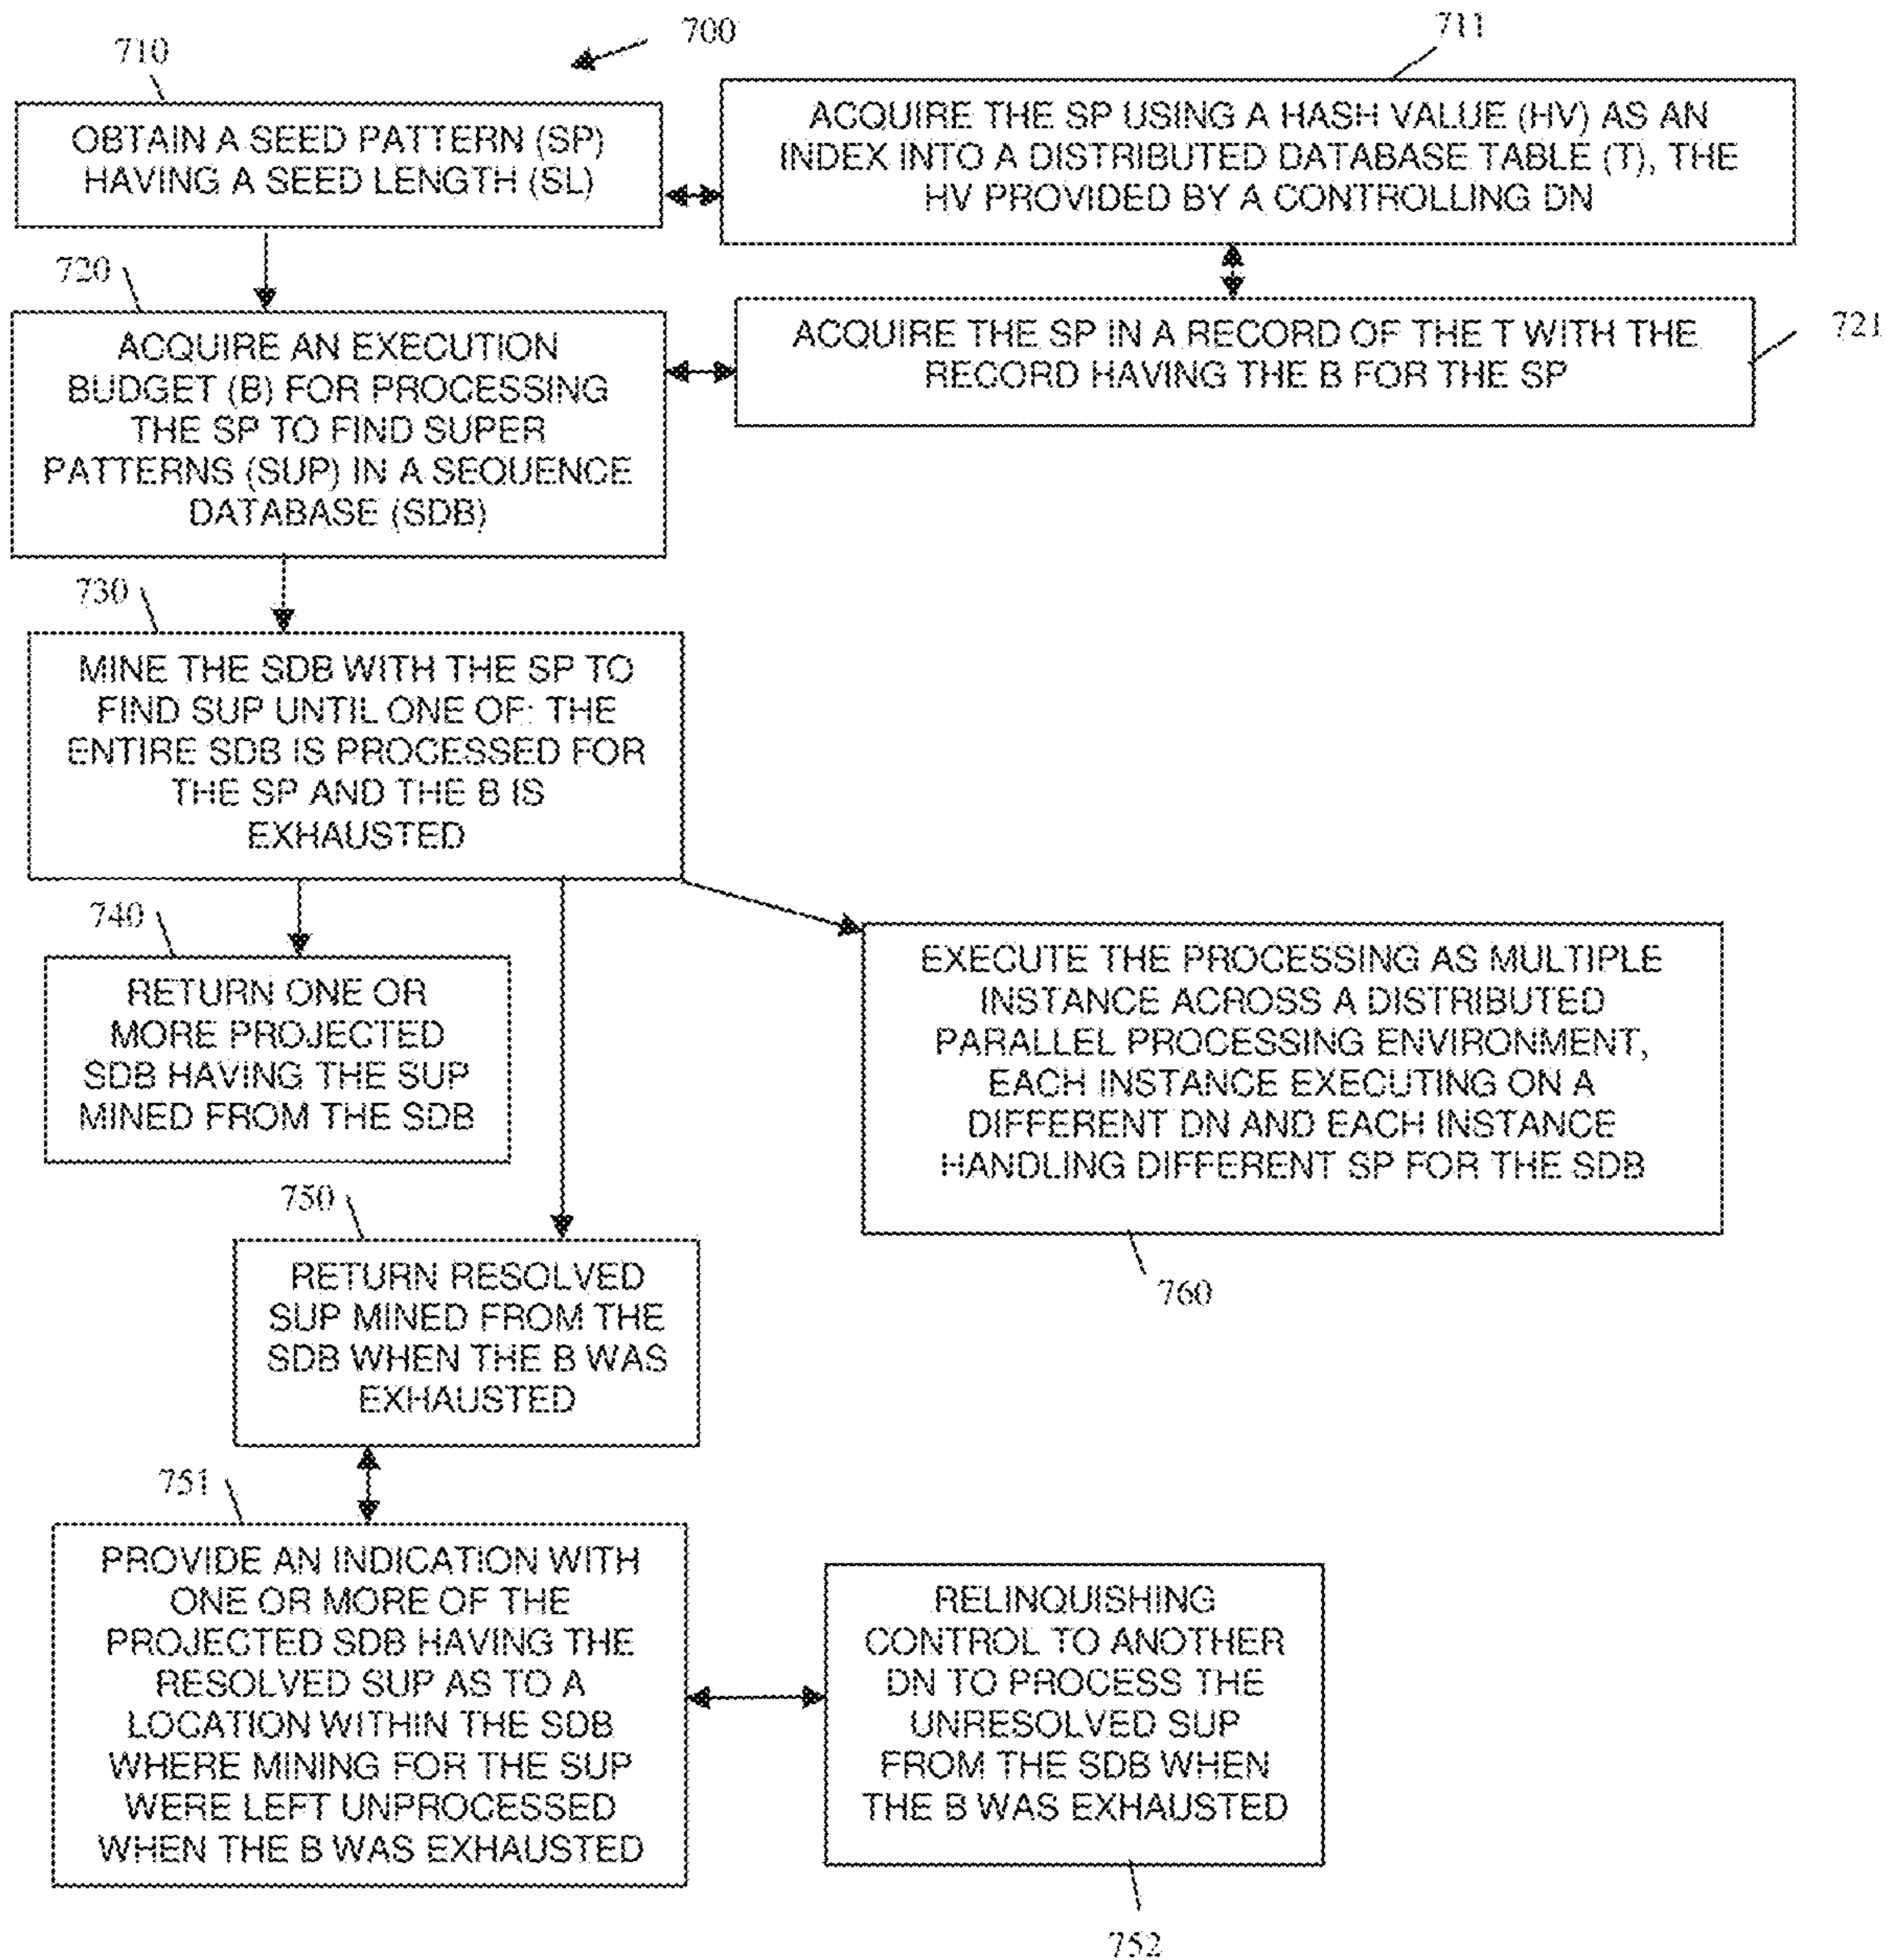 700
710
OBTAIN A SEED PATTERN (SP)
HAVING A SEED LENGTH (SL)
711
ACQUIRE THE SP USING A HASH VALUE (HV) AS AN
INDEX INTO A DISTRIBUTED DATABASE TABLE (T), THE
HV PROVIDED BY A CONTROLLING DN
720
ACQUIRE AN EXECUTION
BUDGET (B) FOR PROCESSING
THE SP TO FIND SUPER
PATTERNS (SUP) IN A SEQUENCE
DATABASE (SDB)
721
ACQUIRE THE SP IN A RECORD OF THE T WITH THE
RECORD HAVING THE B FOR THE SP
730
MINE THE SDB WITH THE SP TO
FIND SUP UNTIL ONE OF: THE
ENTIRE SDB IS PROCESSED FOR
THE SP AND THE B IS
EXHAUSTED
740
RETURN ONE OR
MORE PROJECTED
SDB HAVING THE SUP
MINED FROM THE SDB
EXECUTE THE PROCESSING AS MULTIPLE
INSTANCE ACROSS A DISTRIBUTED
PARALLEL PROCESSING ENVIRONMENT,
EACH INSTANCE EXECUTING ON A
DIFFERENT DN AND EACH INSTANCE
HANDLING DIFFERENT SP FOR THE SDB
760
750
RETURN RESOLVED
SUP MINED FROM THE
SDB WHEN THE B WAS
EXHAUSTED
751
PROVIDE AN INDICATION WITH
ONE OR MORE OF THE
PROJECTED SDB HAVING THE
RESOLVED SUP AS TO A
LOCATION WITHIN THE SDB
WHERE MINING FOR THE SUP
WERE LEFT UNPROCESSED
WHEN THE B WAS EXHAUSTED
RELINQUISHING
CONTROL TO ANOTHER
DN TO PROCESS THE
UNRESOLVED SUP
FROM THE SDB WHEN
THE B WAS EXHAUSTED
752